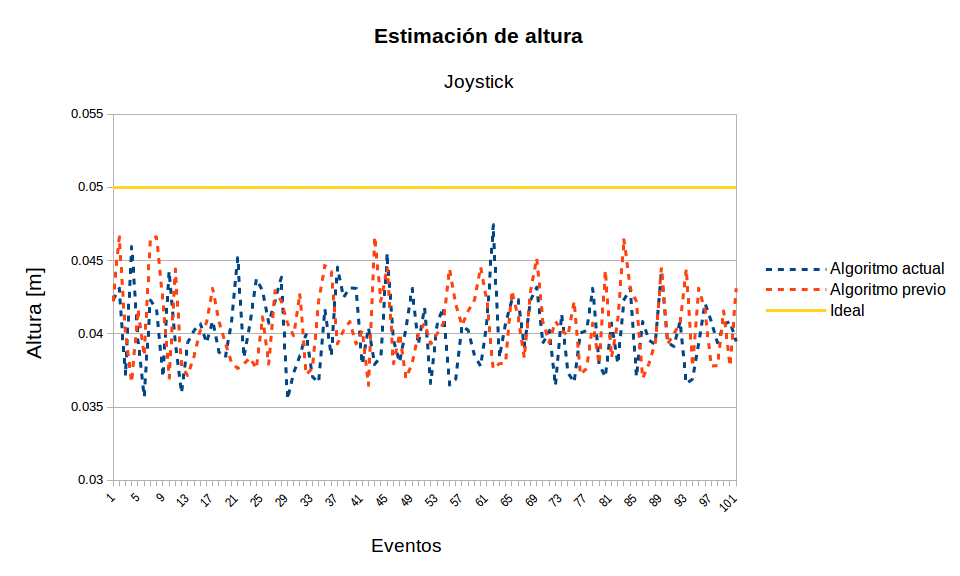 Estimación de altura
Joystick
Altura [m]
0.055
0.05
0.045
0.04
0.035
0.03
1 5 9 13 17 21 25 29 33 37 41 45 49 53 57 61 65 69 73 77 81 85 89 93 97 101
Eventos
Algoritmo actual
Algoritmo previo
Ideal